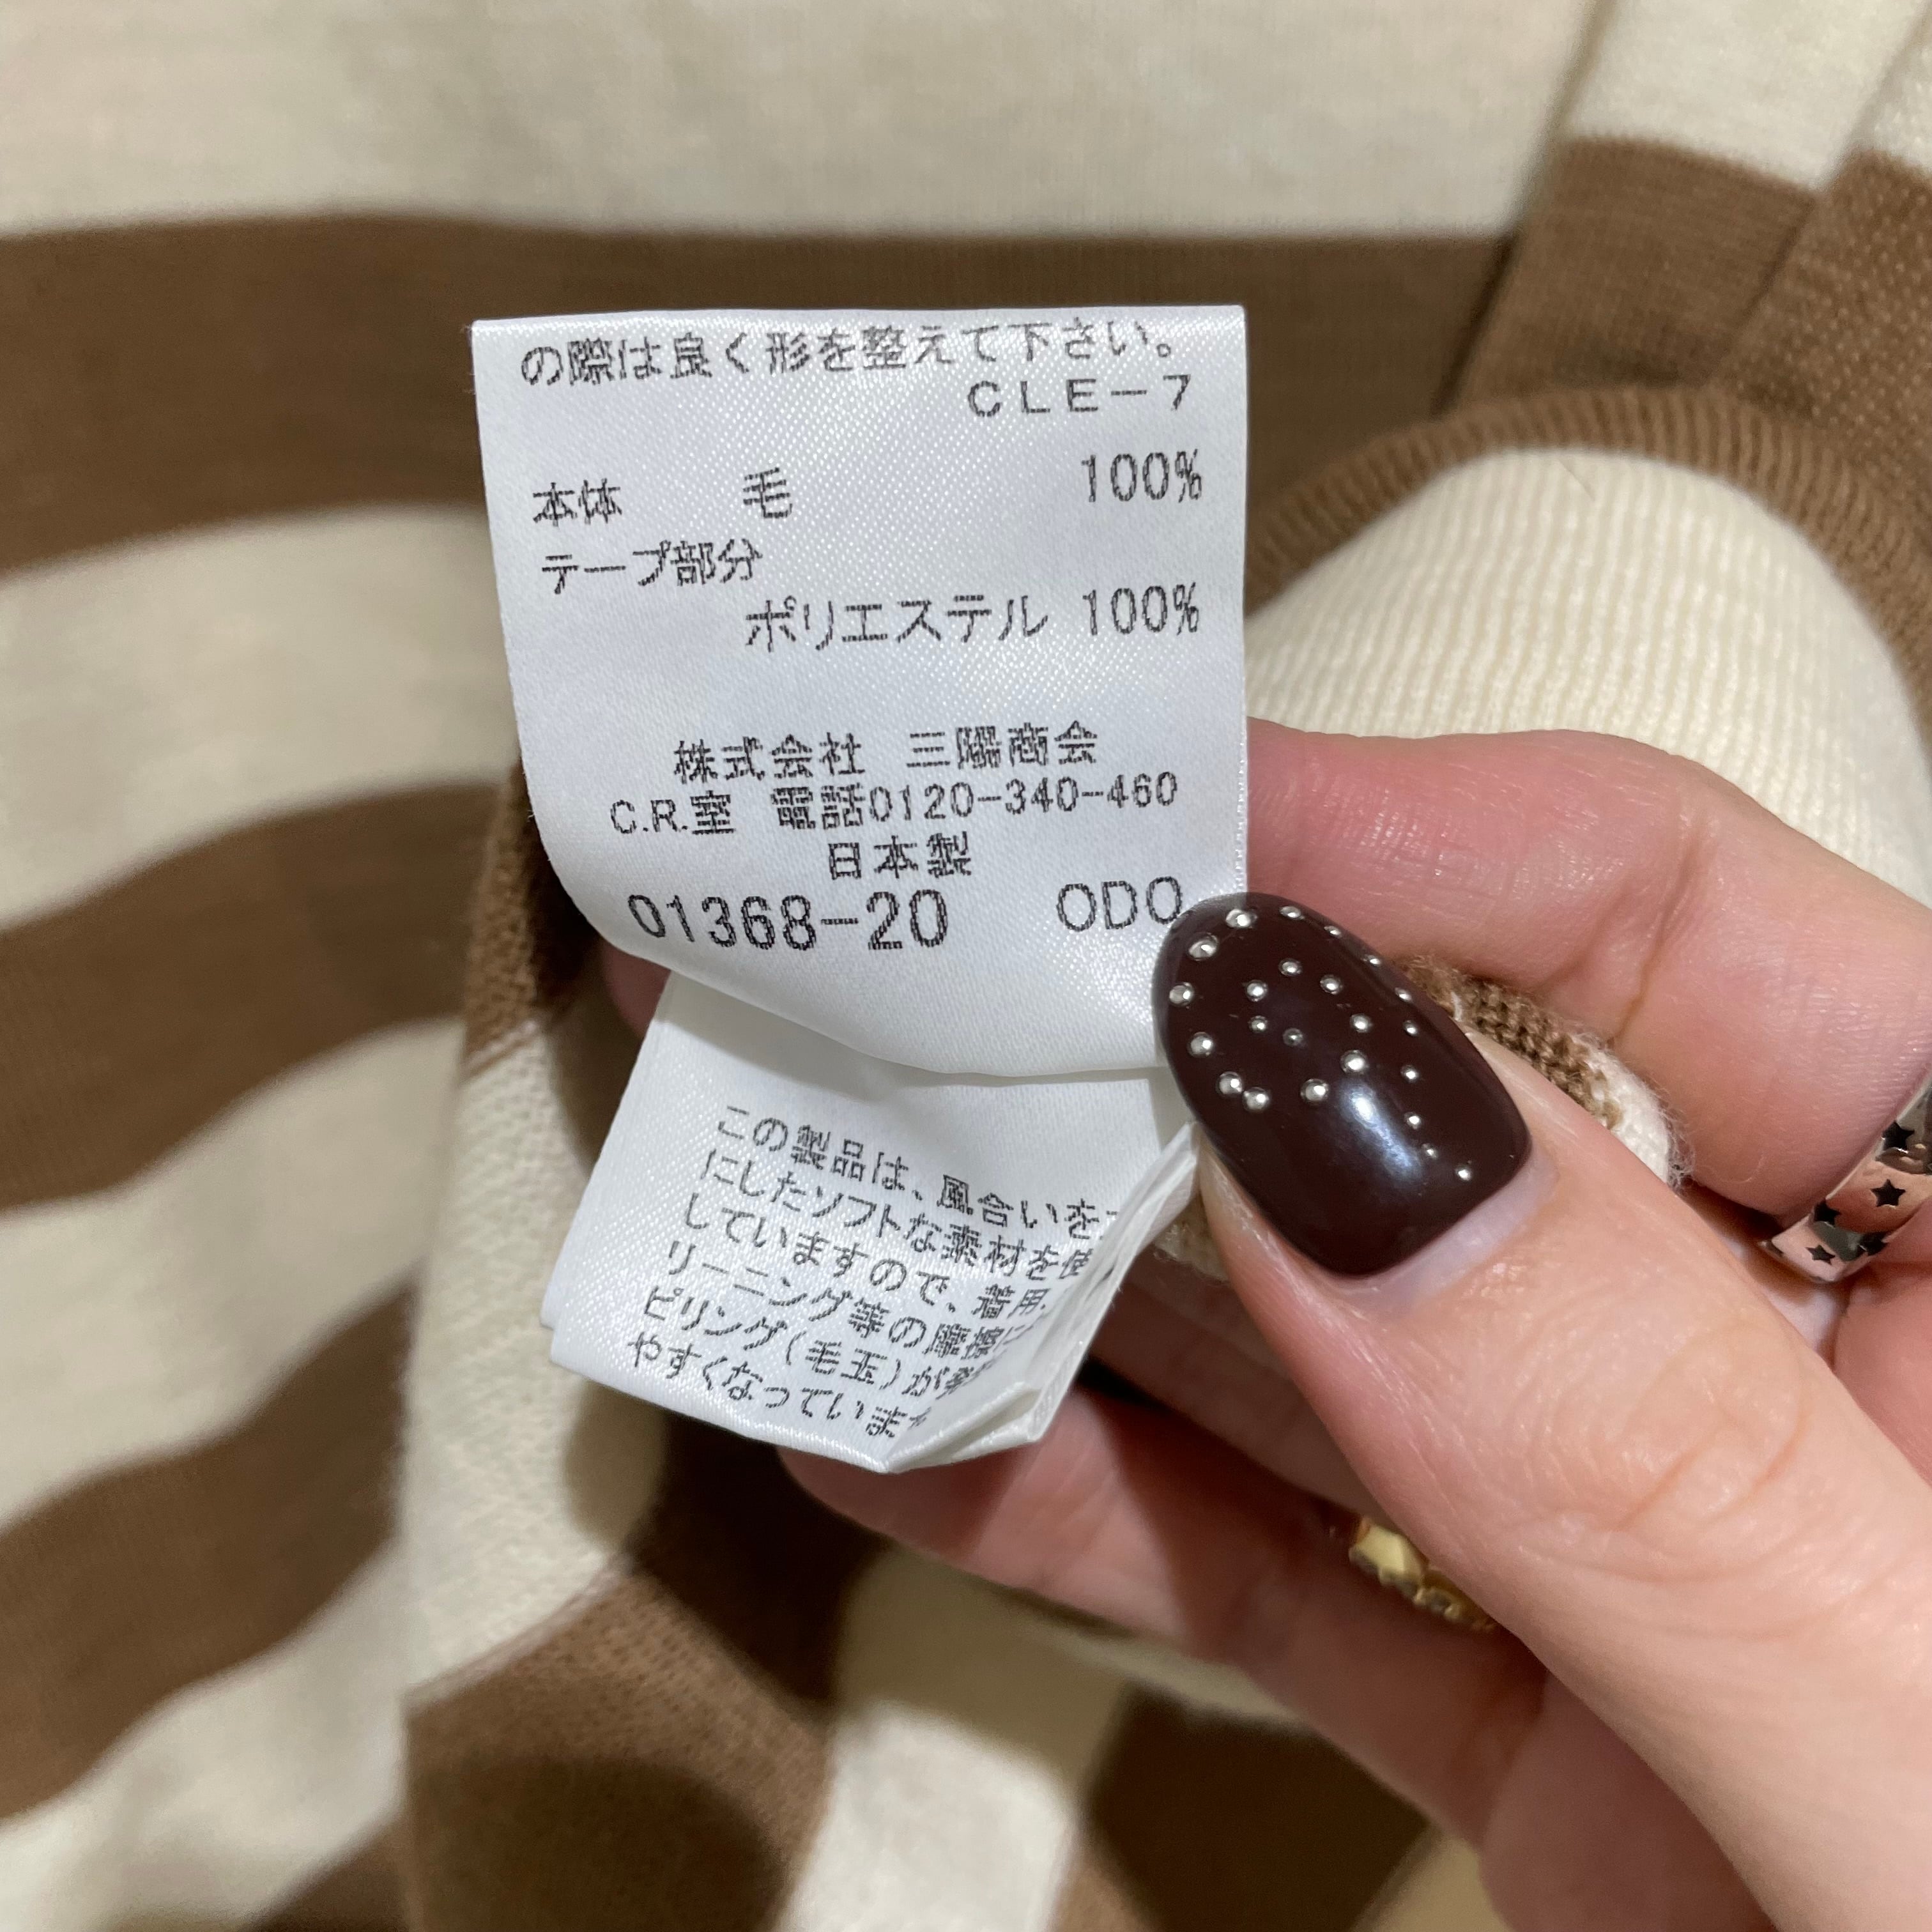 の際は良く形を整えて下さい。
CLE-7
本体 毛 100%
テープ部分
ポリエステル 100%
株式会社 三陽商会
C.R.室 電話0120-340-460
日本製
01368-20 ODO
この製品は、風合いを
にしたソフトな素材を使
していますので、着用
リーニング等の摩擦に
ピリング(毛玉)が発
やすくなっていま